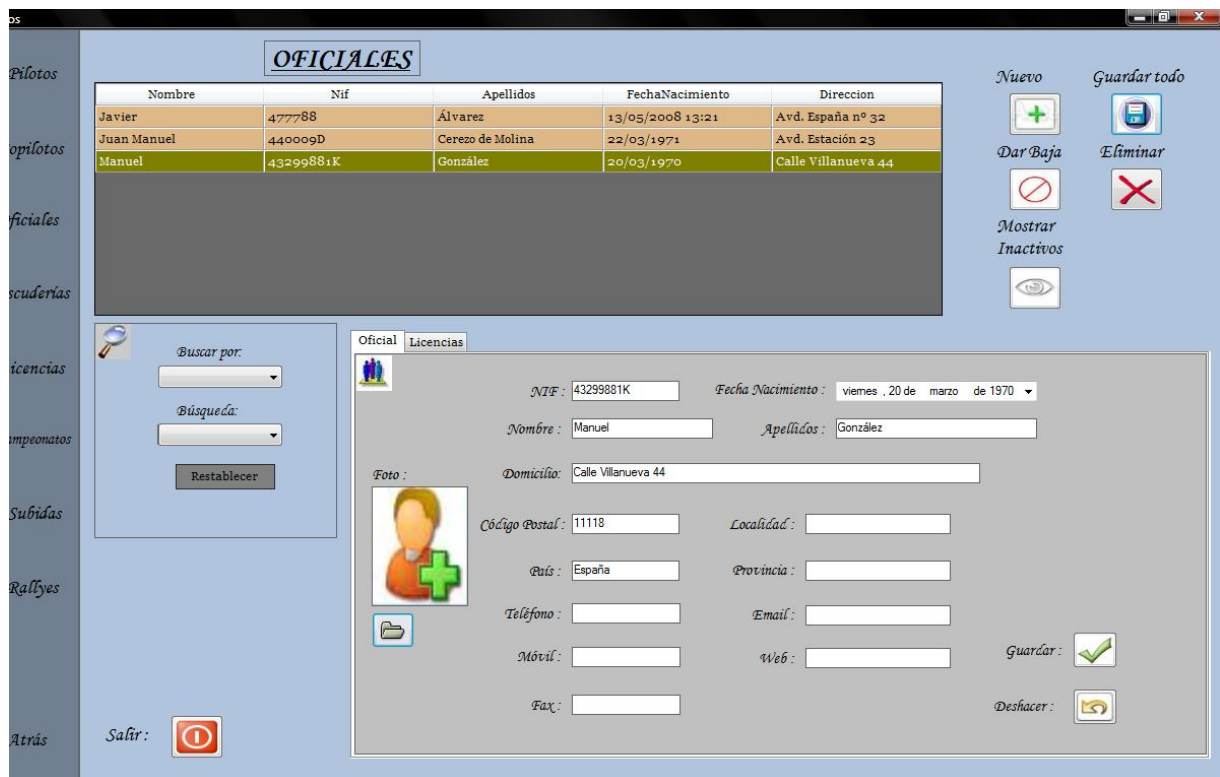 os
OFICIALES
Pilotos
opilotos
ficiales
scuderías
icencias
ampeonatos
Subidas
Rallyes
Atrás
Nombre Nif Apellidos FechaNacimiento Direccion
Javier 477788 Álvarez 13/05/2008 13:21 Avd. España nº 32
Juan Manuel 440009D Cerezo de Molina 22/03/1971 Avd. Estación 23
Manuel 43299881K González 20/03/1970 Calle Villanueva 44
Nuevo Guardar todo
Dar Baja Eliminar
Mostrar
Inactivos
Buscar por:
Búsqueda:
Restablecer
Salir :
Oficial Licencias
NIF : 43299881K Fecha Nacimiento : viernes , 20 de marzo de 1970
Nombre : Manuel Apellidos : González
Foto : Domicilio: Calle Villanueva 44
Código Postal : 11118 Localidad :
País : España Provincia :
Teléfono : Email :
Móvil : Web : Guardar :
Fax : Deshacer :